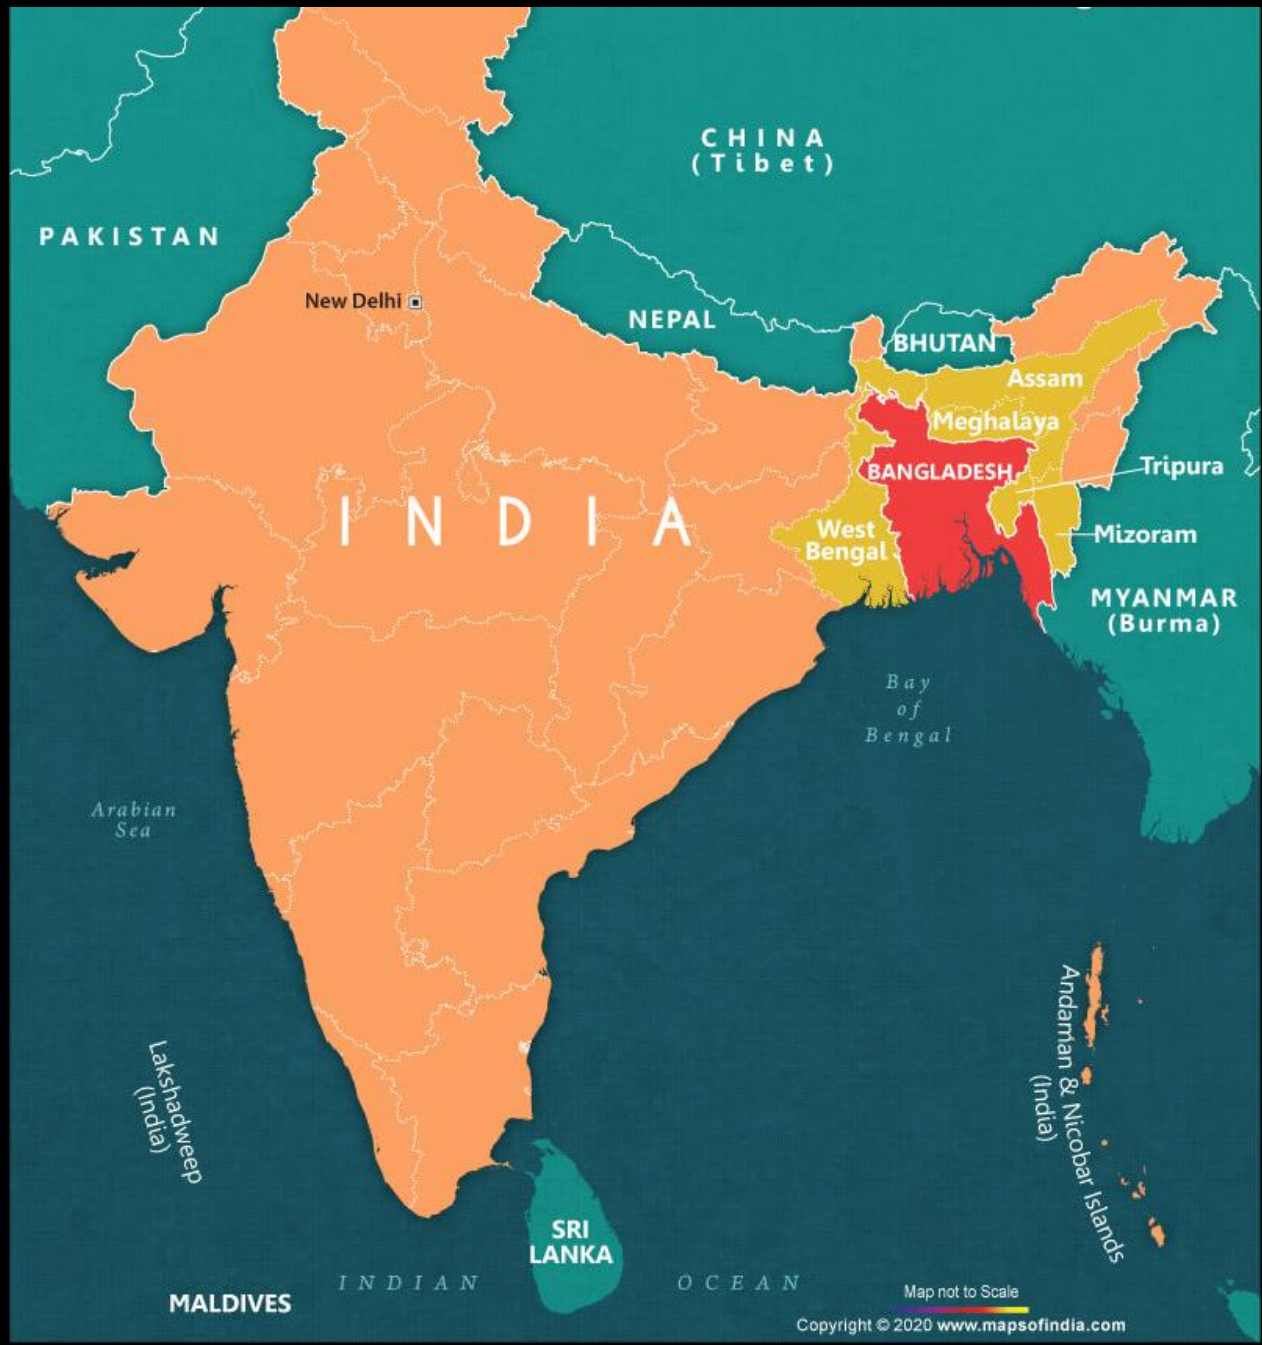 CHINA
(Tibet)
PAKISTAN
New Delhi
NEPAL
BHUTAN
Assam
Meghalaya
BANGLADESH
Tripura
INDIA
West
Bengal
Mizoram
MYANMAR
(Burma)
Bay
of
Bengal
Arabian
Sea
Lakshadweep
(India)
Andaman & Nicobar Islands
(India)
SRI
LANKA
INDIAN OCEAN
MALDIVES
Map not to Scale
Copyright © 2020 www.mapsofindia.com